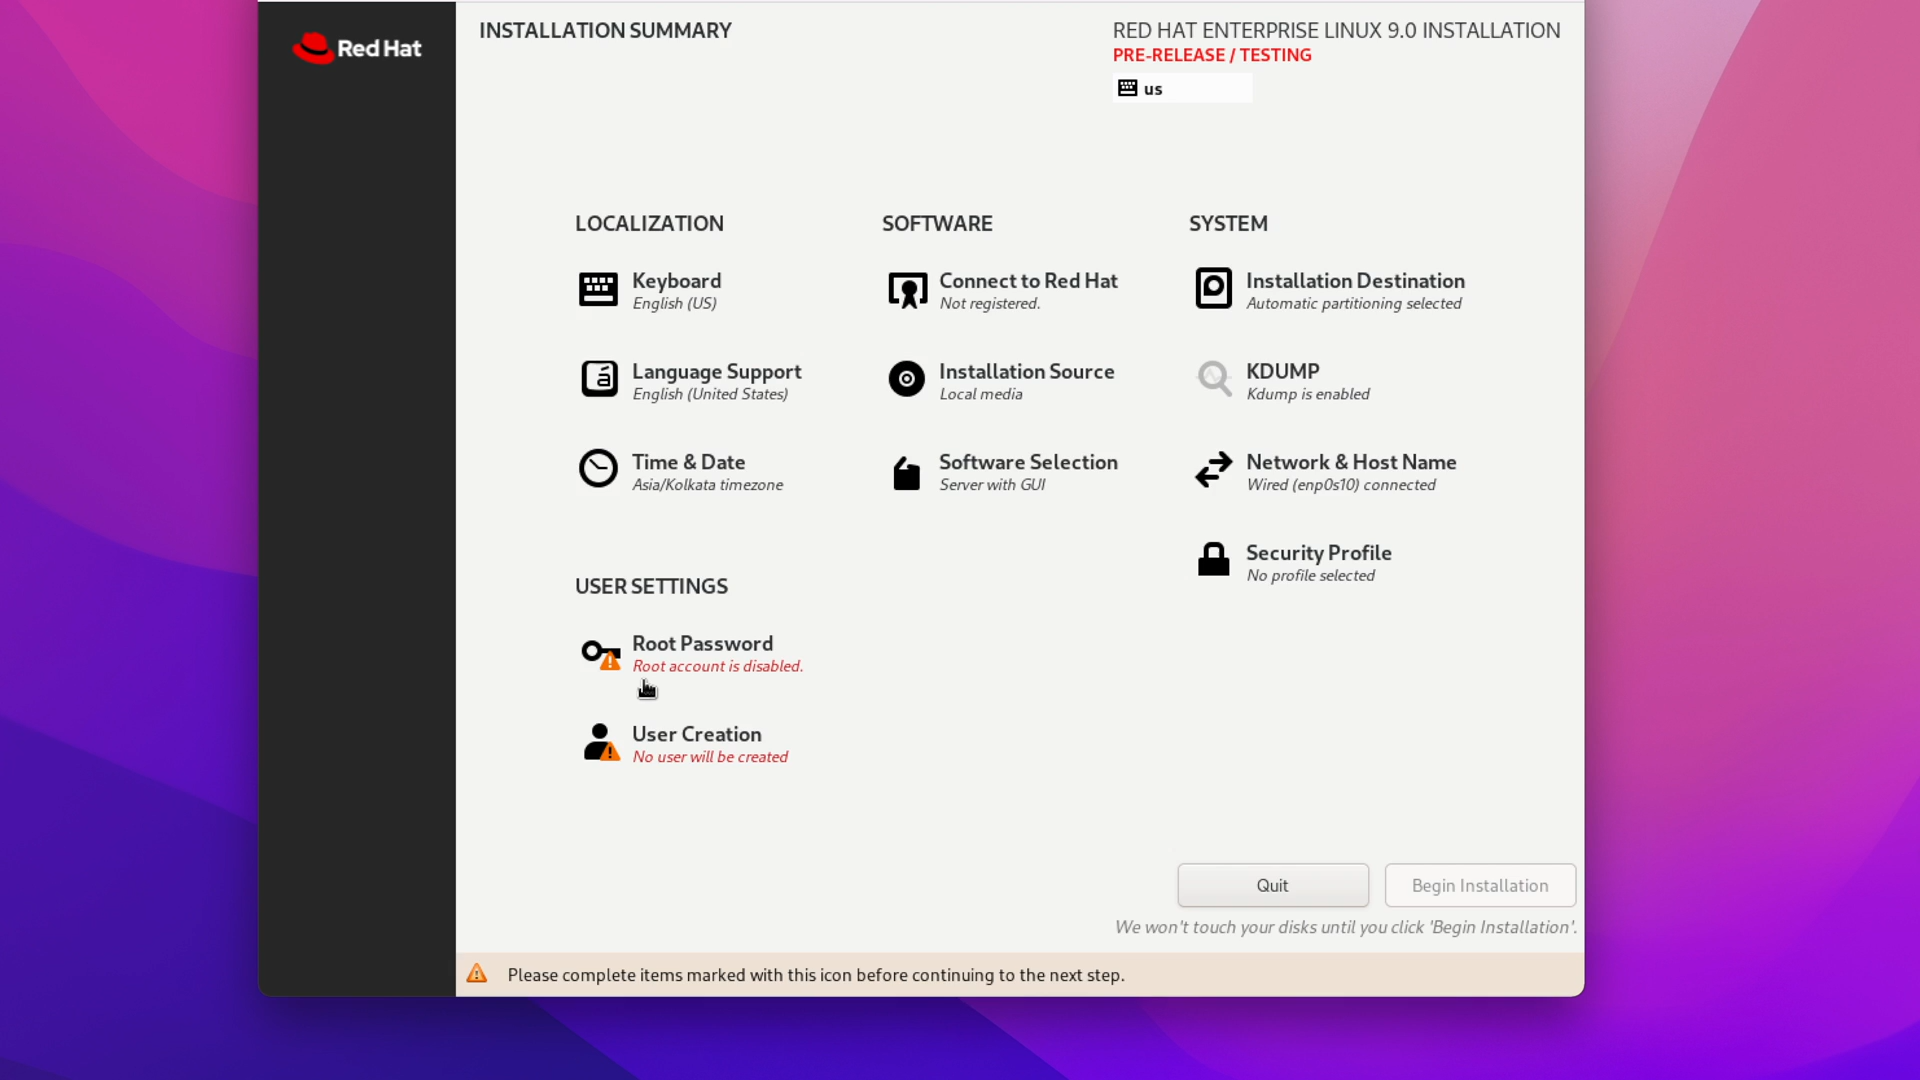 Red Hat
INSTALLATION SUMMARY
RED HAT ENTERPRISE LINUX 9.0 INSTALLATION
PRE-RELEASE / TESTING
us
LOCALIZATION
Keyboard
English (US)
Language Support
English (United States)
Time & Date
Asia/Kolkata timezone
SOFTWARE
Connect to Red Hat
Not registered.
Installation Source
Local media
Software Selection
Server with GUI
SYSTEM
Installation Destination
Automatic partitioning selected
KDUMP
Kdump is enabled
Network & Host Name
Wired (enp0s10) connected
Security Profile
No profile selected
USER SETTINGS
Root Password
Root account is disabled.
User Creation
No user will be created
Quit
Begin Installation
We won't touch your disks until you click 'Begin Installation'.
Please complete items marked with this icon before continuing to the next step.